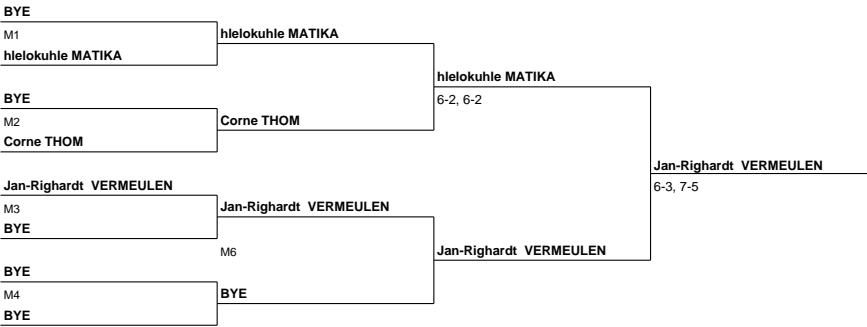 BYE
M1
hlelokuhle MATIKA
BYE
M2
Corne THOM
Jan-Righardt VERMEULEN
M3
BYE
BYE
M4
BYE
hlelokuhle MATIKA
Corne THOM
Jan-Righardt VERMEULEN
M6
BYE
hlelokuhle MATIKA
6-2, 6-2
Jan-Righardt VERMEULEN
Jan-Righardt VERMEULEN
6-3, 7-5